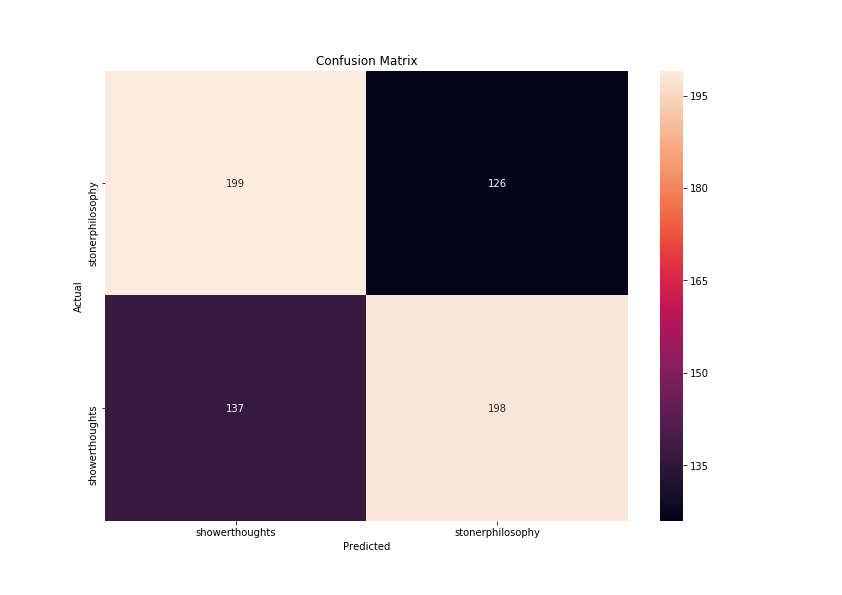 Confusion Matrix
stonerphilosophy
199
126
showerthoughts
137
198
Actual
showerthoughts
stonerphilosophy
Predicted
195
180
165
150
135